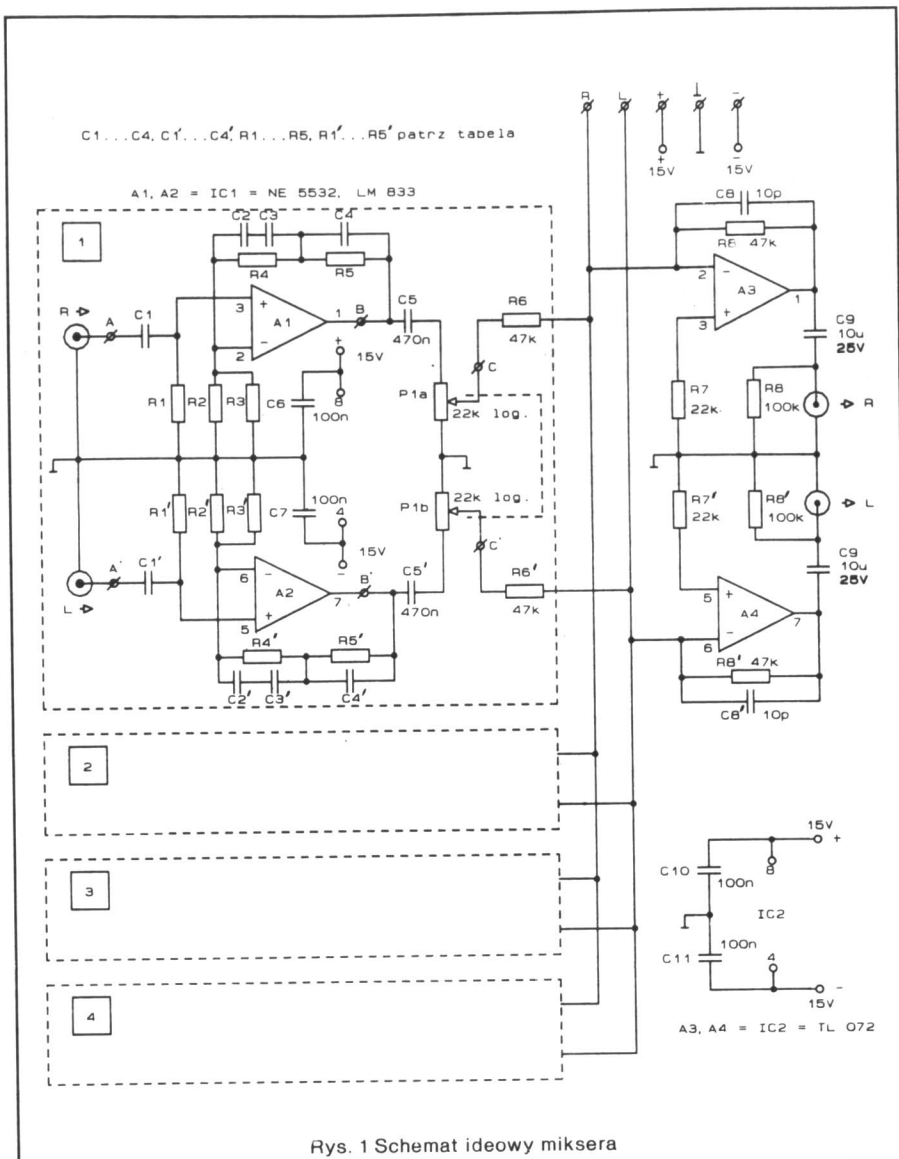 R L + ⊥ -
C1...C4, C1'...C4', R1...R5, R1'...R5' patrz tabela
+ 15V - 15V
A1, A2 = IC1 = NE 5532, LM 833
1
C2 C3 C4
R4 R5
R A C1
3 + A1 1 B C5
2 -
470n
+ 15V
8
R1 R2 R3 C6 100n
P1a 22k log.
C
R6 47k
R1' R2' R3' C7 100n
4
15V -
P1b 22k log.
C'
R6' 47k
L A' C1'
6 - A2 7 B' C5'
5 +
470n
R4' R5'
C2' C3' C4'
C8 10p
R8 47k
2 - A3 1
3 +
C9 10u 25V
R7 22k
R8 100k
R
R7' 22k
R8' 100k
L
C9 10u 25V
5 + A4 7
6 -
R8' 47k
C8' 10p
2
3
4
15V +
C10 100n 8
IC2
C11 100n 4
15V -
A3, A4 = IC2 = TL 072
Rys. 1 Schemat ideowy miksera